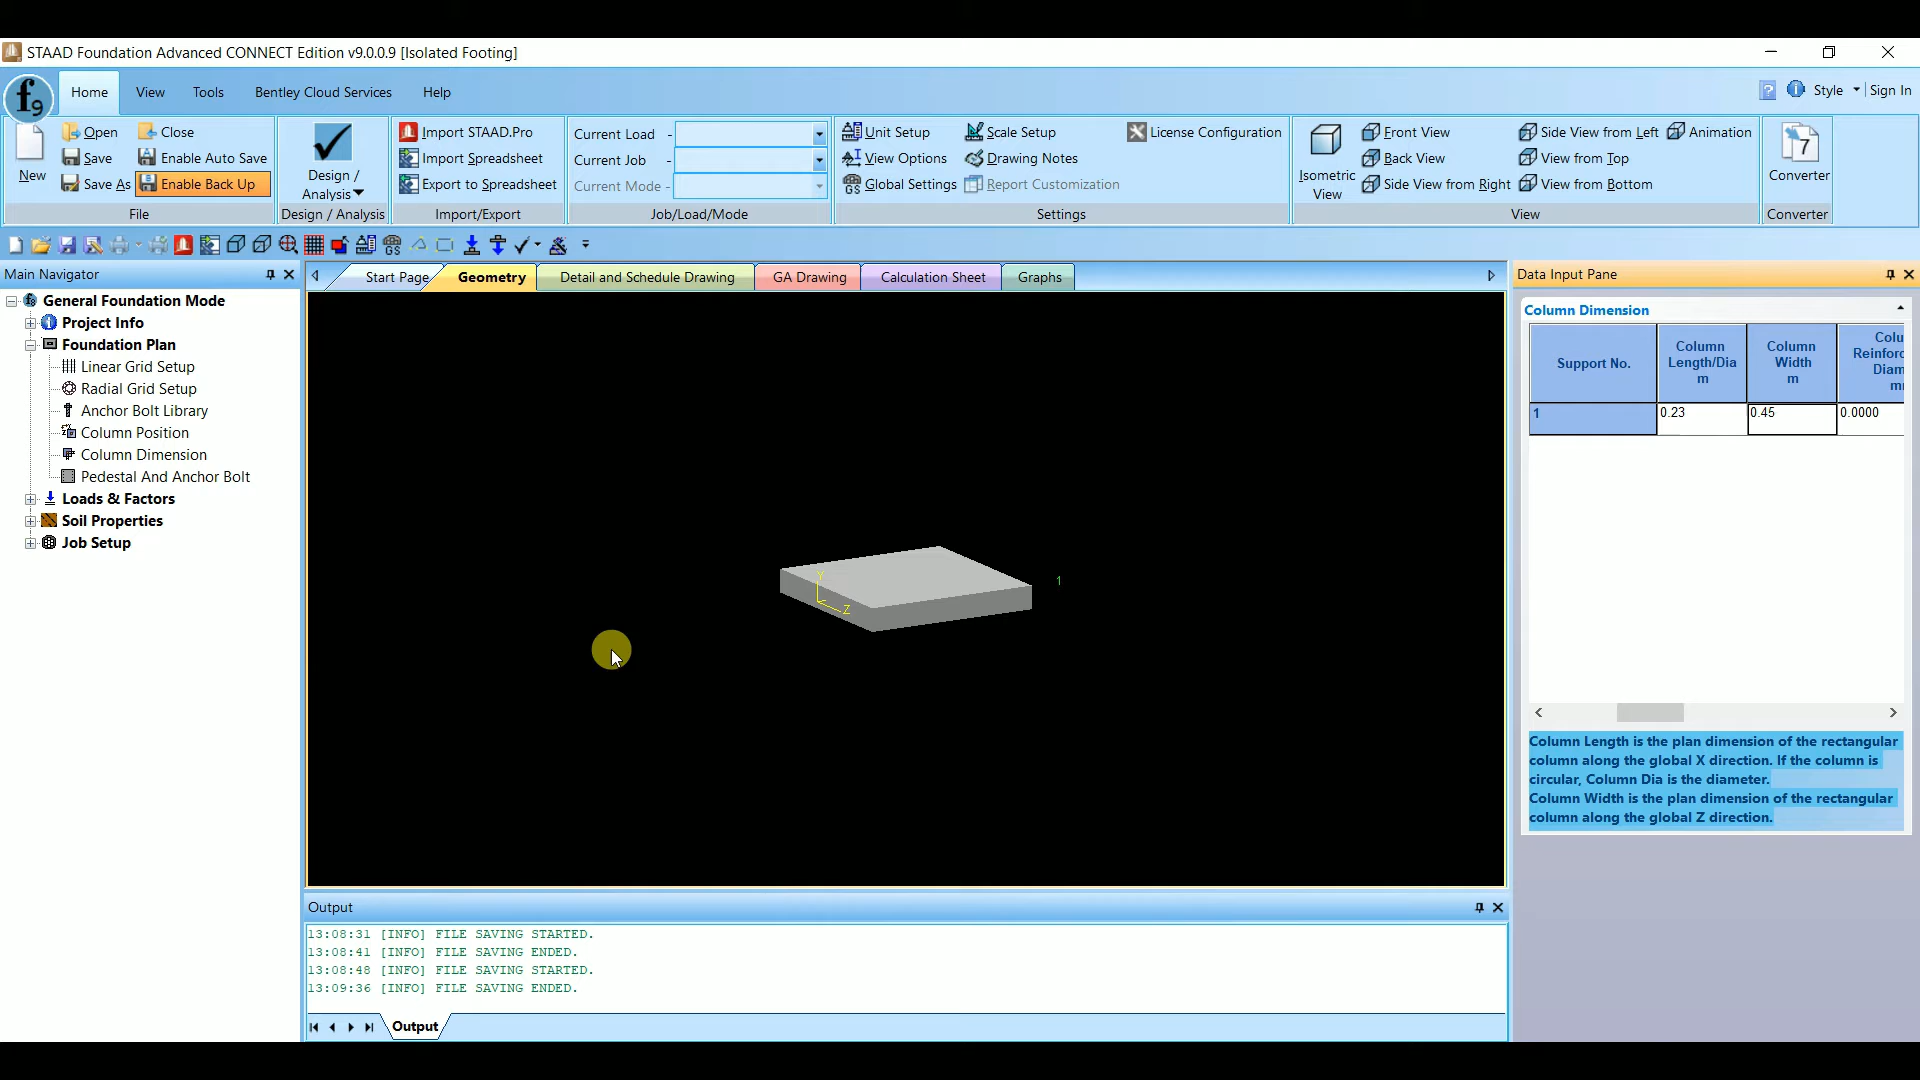 STAAD Foundation Advanced CONNECT Edition v9.0.0.9 [Isolated Footing]
f9
Home View Tools Bentley Cloud Services Help
? Style Sign In
New
Open
Save
Save As
Close
Enable Auto Save
Enable Back Up
File
Design /
Analysis
Design / Analysis
Import STAAD.Pro
Import Spreadsheet
Export to Spreadsheet
Import/Export
Current Load -
Current Job -
Current Mode -
Job/Load/Mode
Unit Setup
View Options
Global Settings
Scale Setup
Drawing Notes
Report Customization
License Configuration
Settings
Isometric
View
Front View
Back View
Side View from Right
Side View from Left
View from Top
View from Bottom
Animation
View
7
Converter
Converter
Main Navigator
General Foundation Mode
Project Info
Foundation Plan
Linear Grid Setup
Radial Grid Setup
Anchor Bolt Library
Column Position
Column Dimension
Pedestal And Anchor Bolt
Loads & Factors
Soil Properties
Job Setup
Start Page Geometry Detail and Schedule Drawing GA Drawing Calculation Sheet Graphs
Y
Z
1
Output
13:08:31 [INFO] FILE SAVING STARTED.
13:08:41 [INFO] FILE SAVING ENDED.
13:08:48 [INFO] FILE SAVING STARTED.
13:09:36 [INFO] FILE SAVING ENDED.
Output
Data Input Pane
Column Dimension
Support No.
Column
Length/Dia
m
Column
Width
m
Colu
Reinforc
Diam
m
1 0.23 0.45 0.0000
Column Length is the plan dimension of the rectangular
column along the global X direction. If the column is
circular, Column Dia is the diameter.
Column Width is the plan dimension of the rectangular
column along the global Z direction.